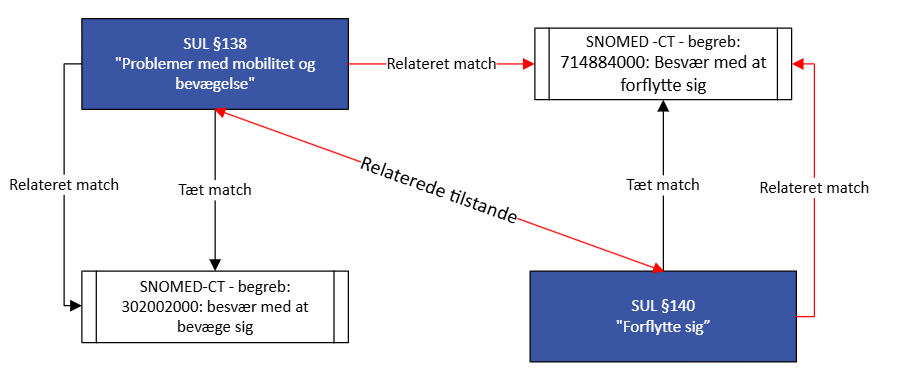 SUL §138
"Problemer med mobilitet og
bevægelse"
Relateret match
SNOMED -CT - begreb:
714884000: Besvær med at
forflytte sig
Relateret match
Tæt match
Relaterede tilstande
Tæt match
Relateret match
SNOMED-CT - begreb:
302002000: besvær med at
bevæge sig
SUL §140
"Forflytte sig”